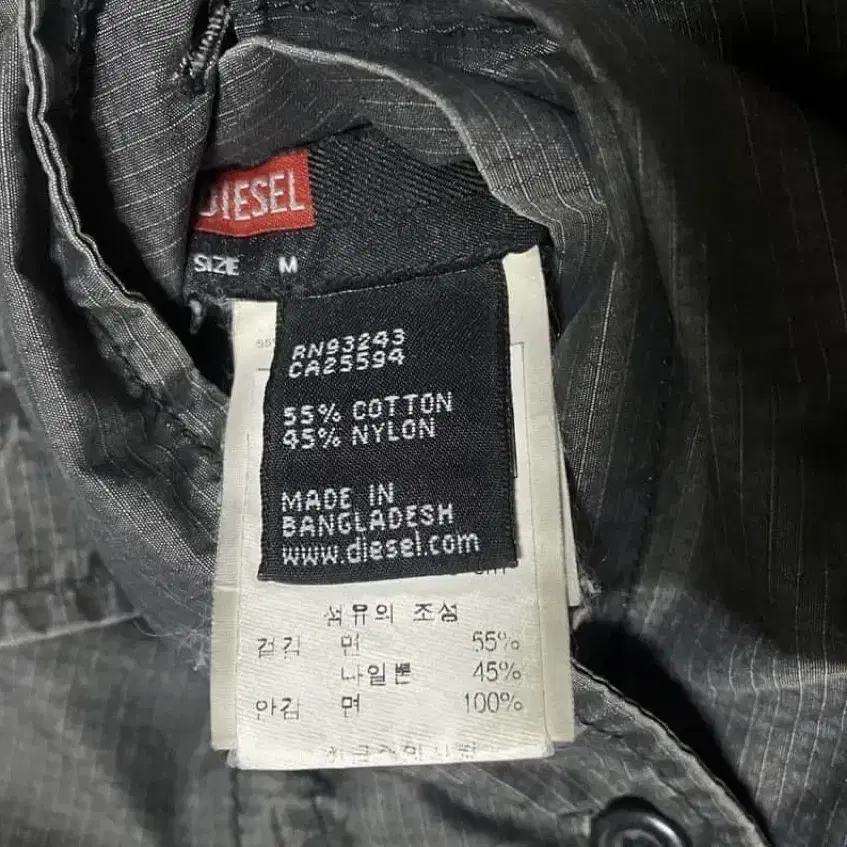 DIESEL
SIZE M
RN93243
CA25594
55% COTTON
45% NYLON
MADE IN
BANGLADESH
www.diesel.com
섬유의 조성
겉감 면 55%
나일론 45%
안감 면 100%